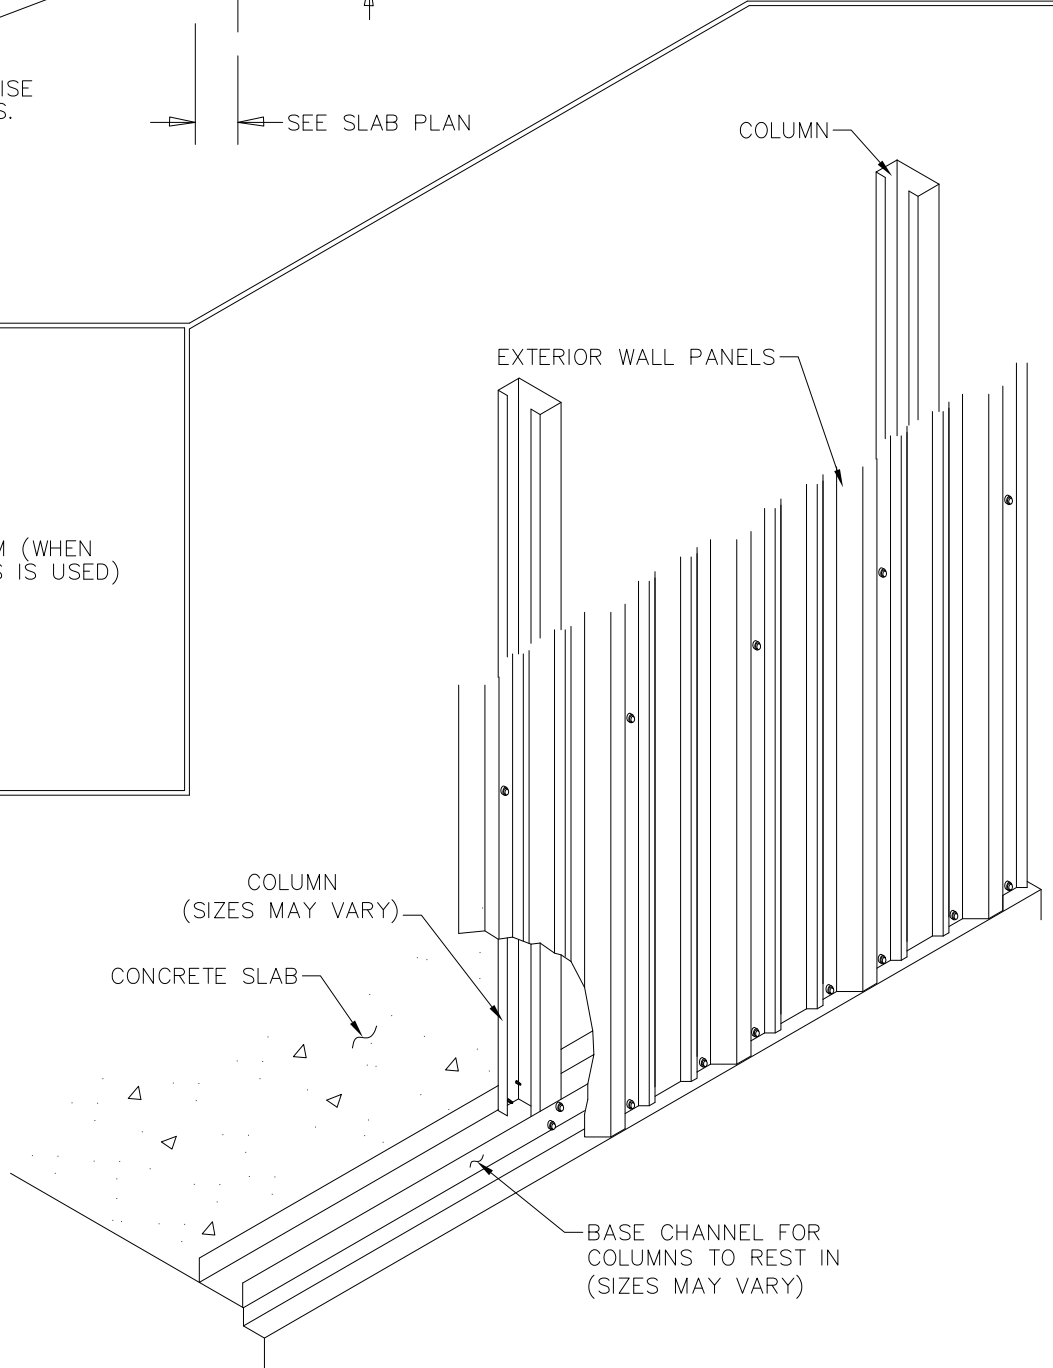 ISE
S.
SEE SLAB PLAN
COLUMN
EXTERIOR WALL PANELS
M (WHEN
S IS USED)
COLUMN
(SIZES MAY VARY)
CONCRETE SLAB
BASE CHANNEL FOR
COLUMNS TO REST IN
(SIZES MAY VARY)